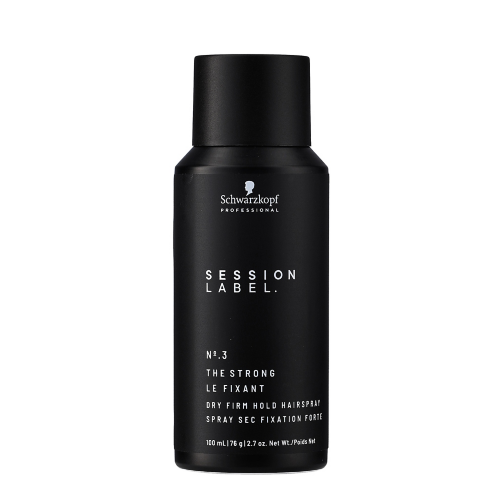 Schwarzkopf
PROFESSIONAL
SESSION
LABEL.
Nº.3
THE STRONG
LE FIXANT
DRY FIRM HOLD HAIRSPRAY
SPRAY SEC FIXATION FORTE
100 mL | 76 g | 2.7 oz. Net Wt./Poids Net